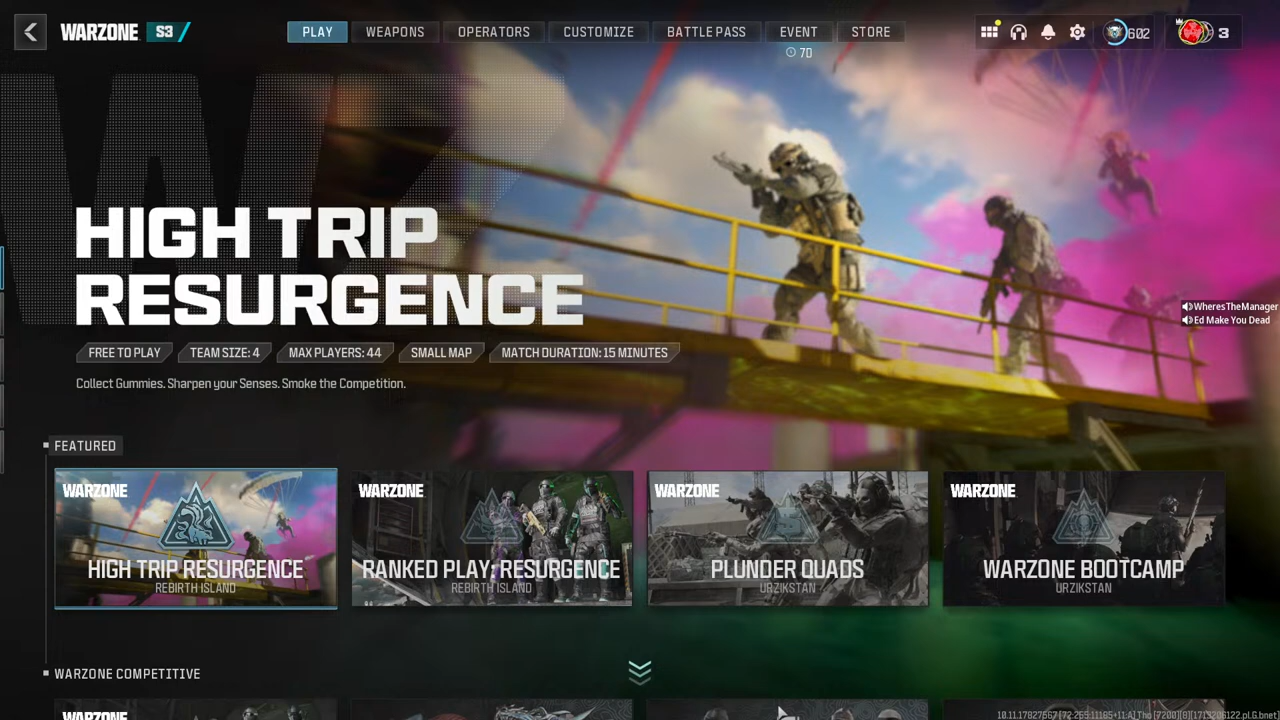 WARZONE S3
PLAY WEAPONS OPERATORS CUSTOMIZE BATTLE PASS EVENT STORE
602 3
70
HIGH TRIP
RESURGENCE
FREE TO PLAY TEAM SIZE: 4 MAX PLAYERS: 44 SMALL MAP MATCH DURATION: 15 MINUTES
Collect Gummies. Sharpen your Senses. Smoke the Competition.
WheresTheManager
Ed Make You Dead
FEATURED
WARZONE
HIGH TRIP RESURGENCE
REBIRTH ISLAND
WARZONE
RANKED PLAY: RESURGENCE
REBIRTH ISLAND
WARZONE
PLUNDER QUADS
URZIKSTAN
WARZONE
WARZONE BOOTCAMP
URZIKSTAN
WARZONE COMPETITIVE
WARZONE